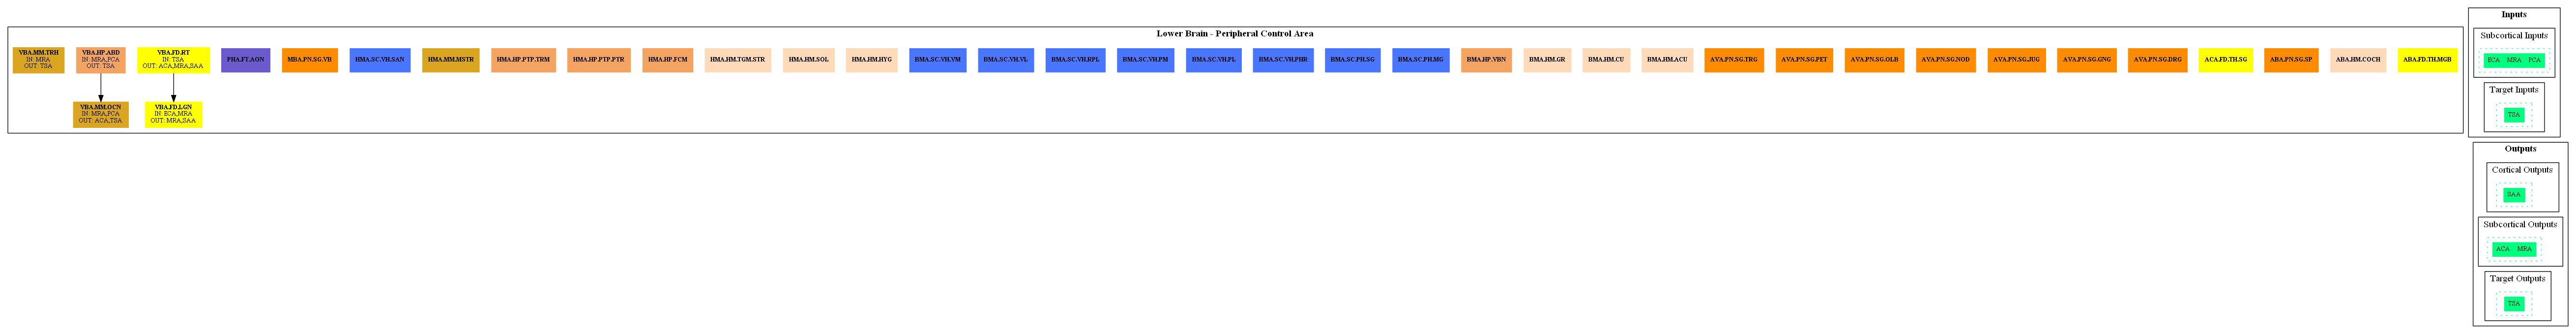 Lower Brain - Peripheral Control Area
VBA.MM.TRH
IN: MRA
OUT: TSA
VBA.HP.ABD
IN: MRA,PCA
OUT: TSA
VBA.FD.RT
IN: TSA
OUT: ACA,MRA,SAA
PHA.FT.AON
MBA.PN.SG.VB
HMA.SC.VH.SAN
HMA.MM.MSTR
HMA.HP.PTP.TRM
HMA.HP.PTP.PTR
HMA.HP.FCM
HMA.HM.TGM.STR
HMA.HM.SOL
HMA.HM.HYG
BMA.SC.VH.VM
BMA.SC.VH.VL
BMA.SC.VH.RPL
BMA.SC.VH.PM
BMA.SC.VH.PL
BMA.SC.VH.PHR
BMA.SC.PH.SG
BMA.SC.PH.MG
BMA.HP.VBN
BMA.HM.GR
BMA.HM.CU
BMA.HM.ACU
AVA.PN.SG.TRG
AVA.PN.SG.PET
AVA.PN.SG.OLB
AVA.PN.SG.NOD
AVA.PN.SG.JUG
AVA.PN.SG.GNG
AVA.PN.SG.DRG
ACA.FD.TH.SG
ABA.PN.SG.SP
ABA.HM.COCH
ABA.FD.TH.MGB
VBA.MM.OCN
IN: MRA,PCA
OUT: ACA,TSA
VBA.FD.LGN
IN: ECA,MRA
OUT: MRA,SAA
Inputs
Subcortical Inputs
ECA MRA PCA
Target Inputs
TSA
Outputs
Cortical Outputs
SAA
Subcortical Outputs
ACA MRA
Target Outputs
TSA